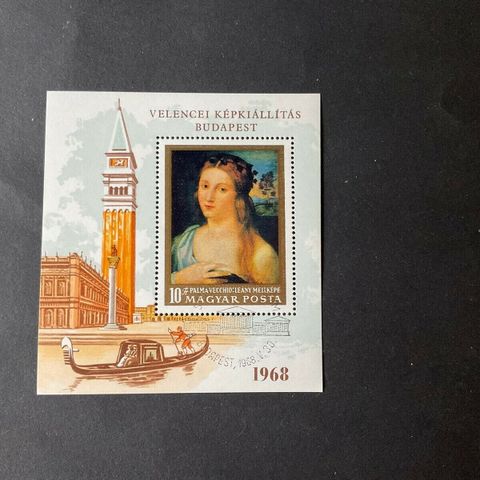 VELENCEI KÉPKIÁLLÍTÁS
BUDAPEST
10 Ft PALMA VECCHIO: LEÁNY MELLKÉPE
MAGYAR POSTA
1968